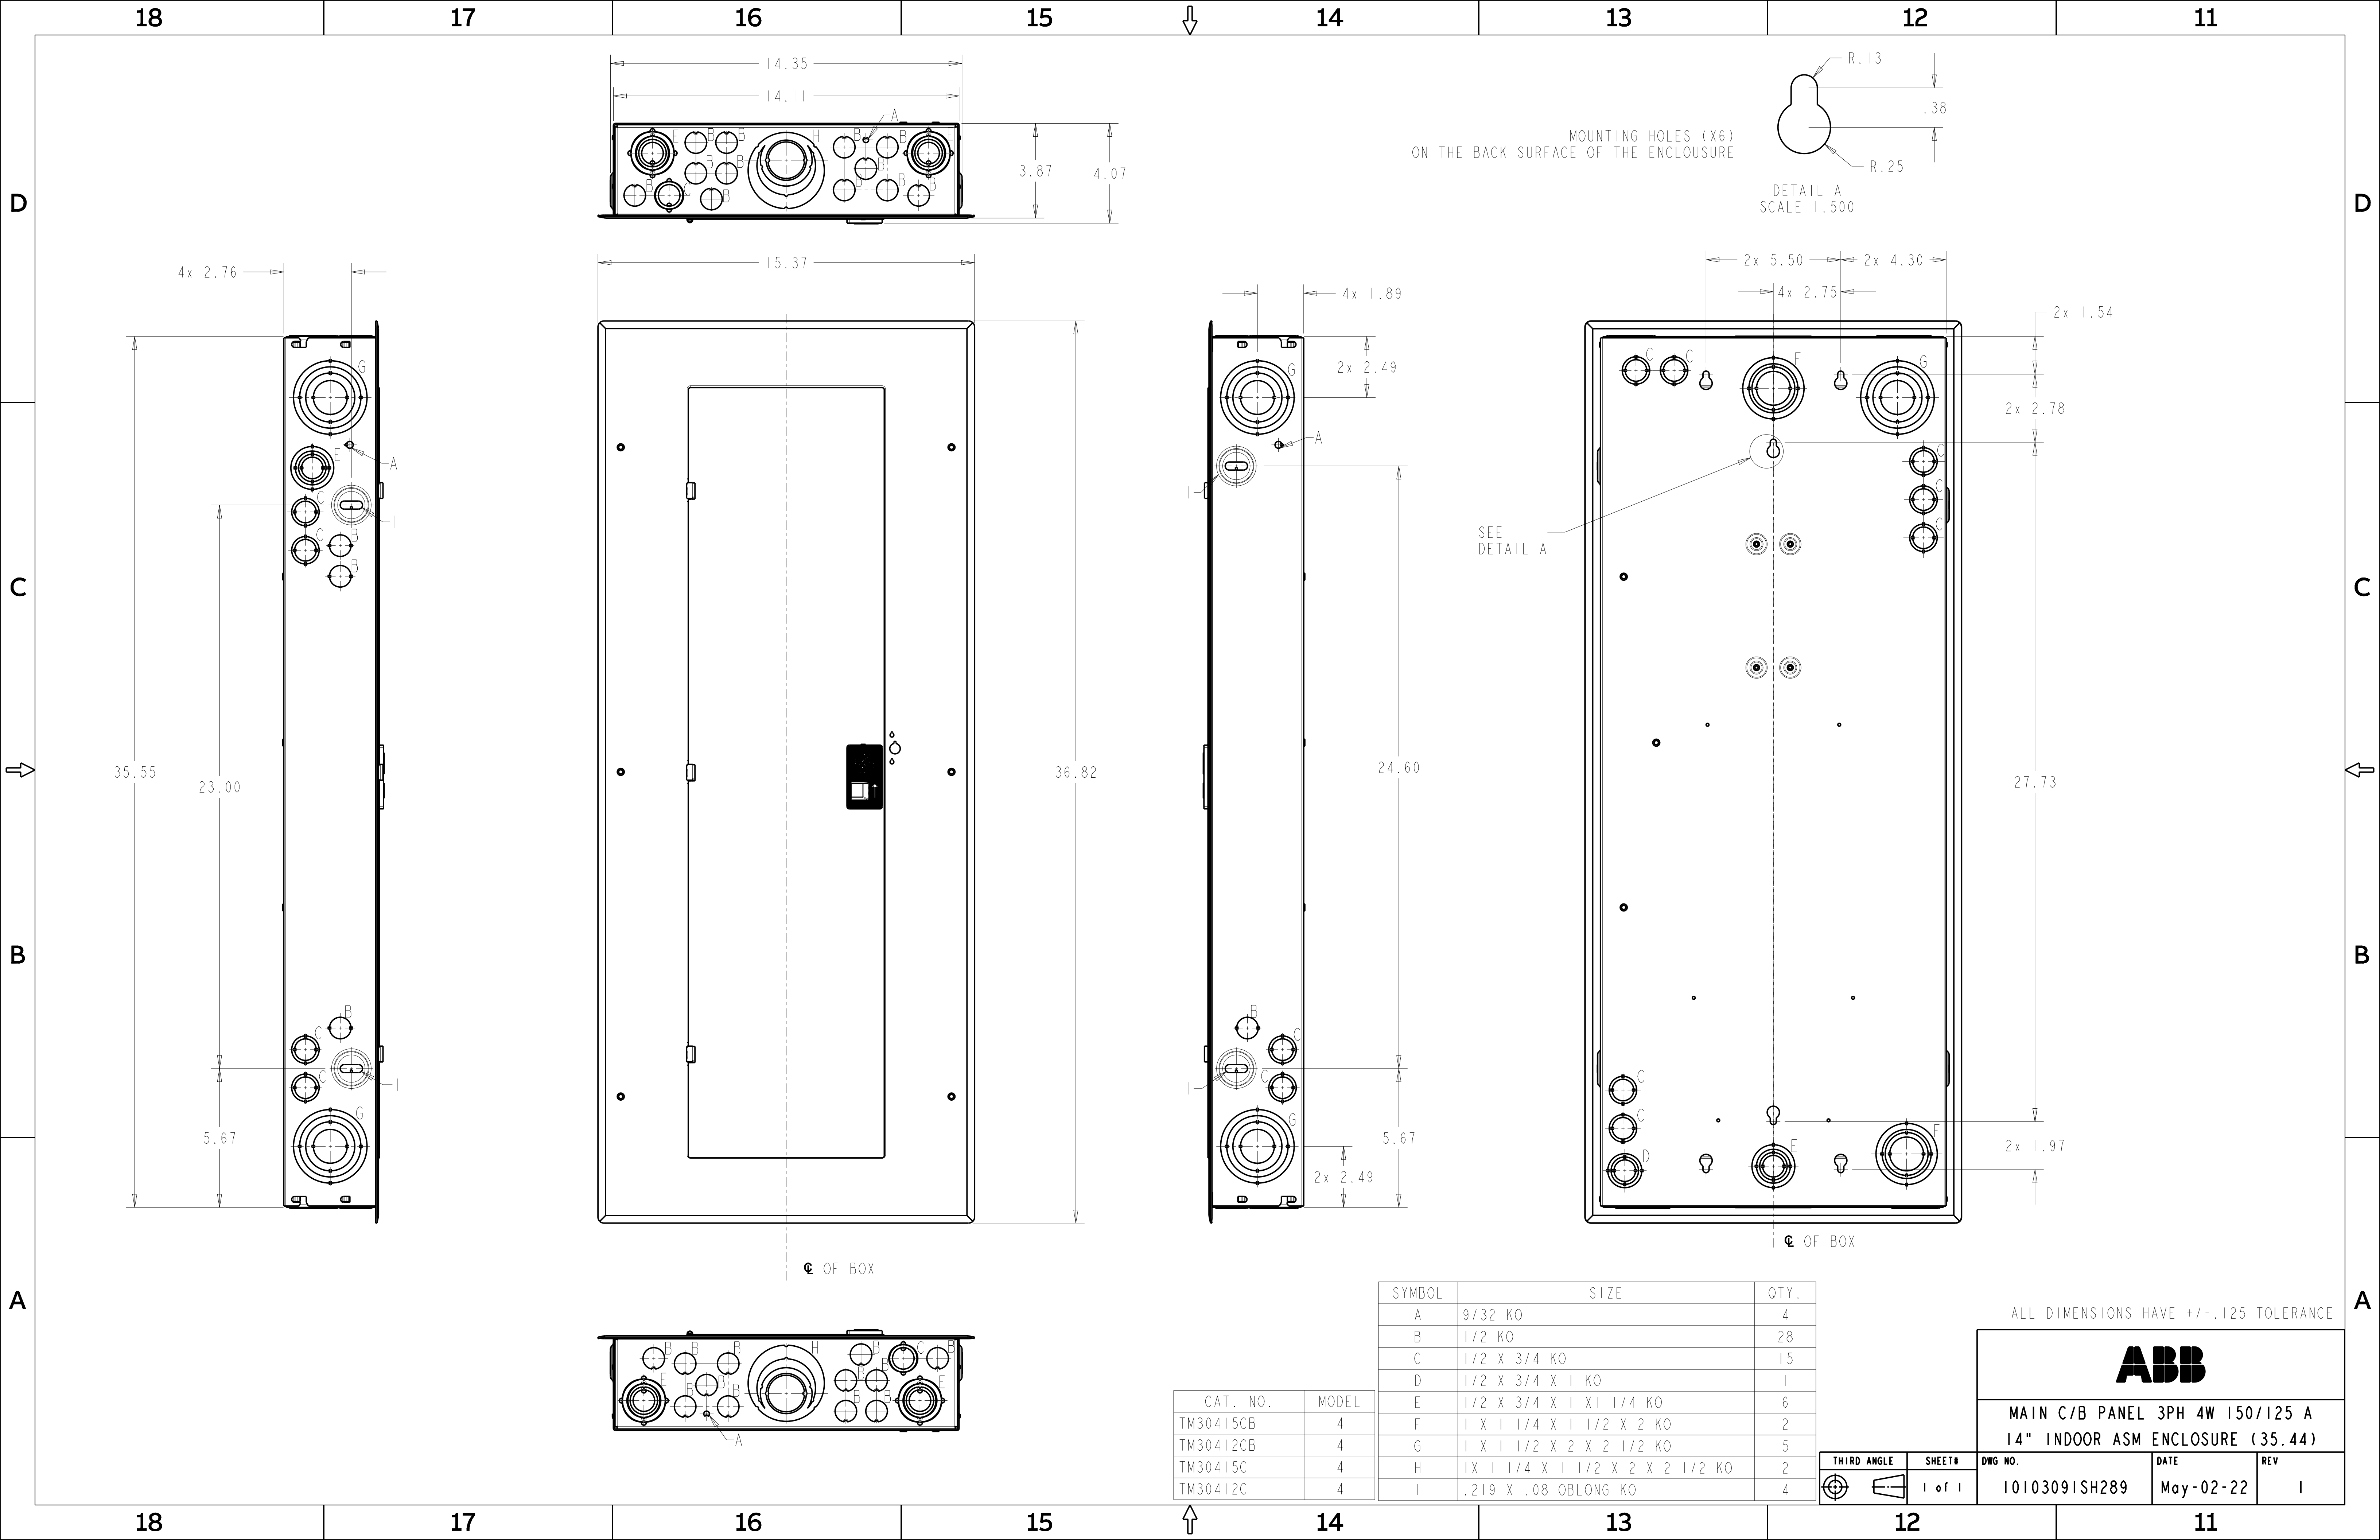 18 17 16 15 14 13 12 11
14.35
14.11
A
E B B H B B E
B B B
B C B B B B
3.87
4.07
R.13
.38
R.25
MOUNTING HOLES (X6)
ON THE BACK SURFACE OF THE ENCLOUSURE
DETAIL A
SCALE 1.500
D D
4x 2.76
G
A
E
C
I
C B
B
35.55
23.00
B
C
I
C
G
5.67
15.37
36.82
℄ OF BOX
4x 1.89
2x 2.49
G
A
I
24.60
B
C
I
C
G
5.67
2x 2.49
2x 5.50
2x 4.30
4x 2.75
2x 1.54
C C F G
2x 2.78
C
C
C
SEE
DETAIL A
27.73
C
C
D E F
2x 1.97
℄ OF BOX
C C
B B
A A
B B B H B C B
E B B B E
B B B B
A
SYMBOL SIZE QTY.
A 9/32 KO 4
B 1/2 KO 28
C 1/2 X 3/4 KO 15
D 1/2 X 3/4 X 1 KO 1
E 1/2 X 3/4 X 1 X1 1/4 KO 6
F 1 X 1 1/4 X 1 1/2 X 2 KO 2
G 1 X 1 1/2 X 2 X 2 1/2 KO 5
H 1X 1 1/4 X 1 1/2 X 2 X 2 1/2 KO 2
I .219 X .08 OBLONG KO 4
CAT. NO. MODEL
TM30415CB 4
TM30412CB 4
TM30415C 4
TM30412C 4
ALL DIMENSIONS HAVE +/-.125 TOLERANCE
ABB
MAIN C/B PANEL 3PH 4W 150/125 A
14" INDOOR ASM ENCLOSURE (35.44)
THIRD ANGLE SHEET# DWG NO. DATE REV
1 of 1 10103091SH289 May-02-22 1
18 17 16 15 14 13 12 11